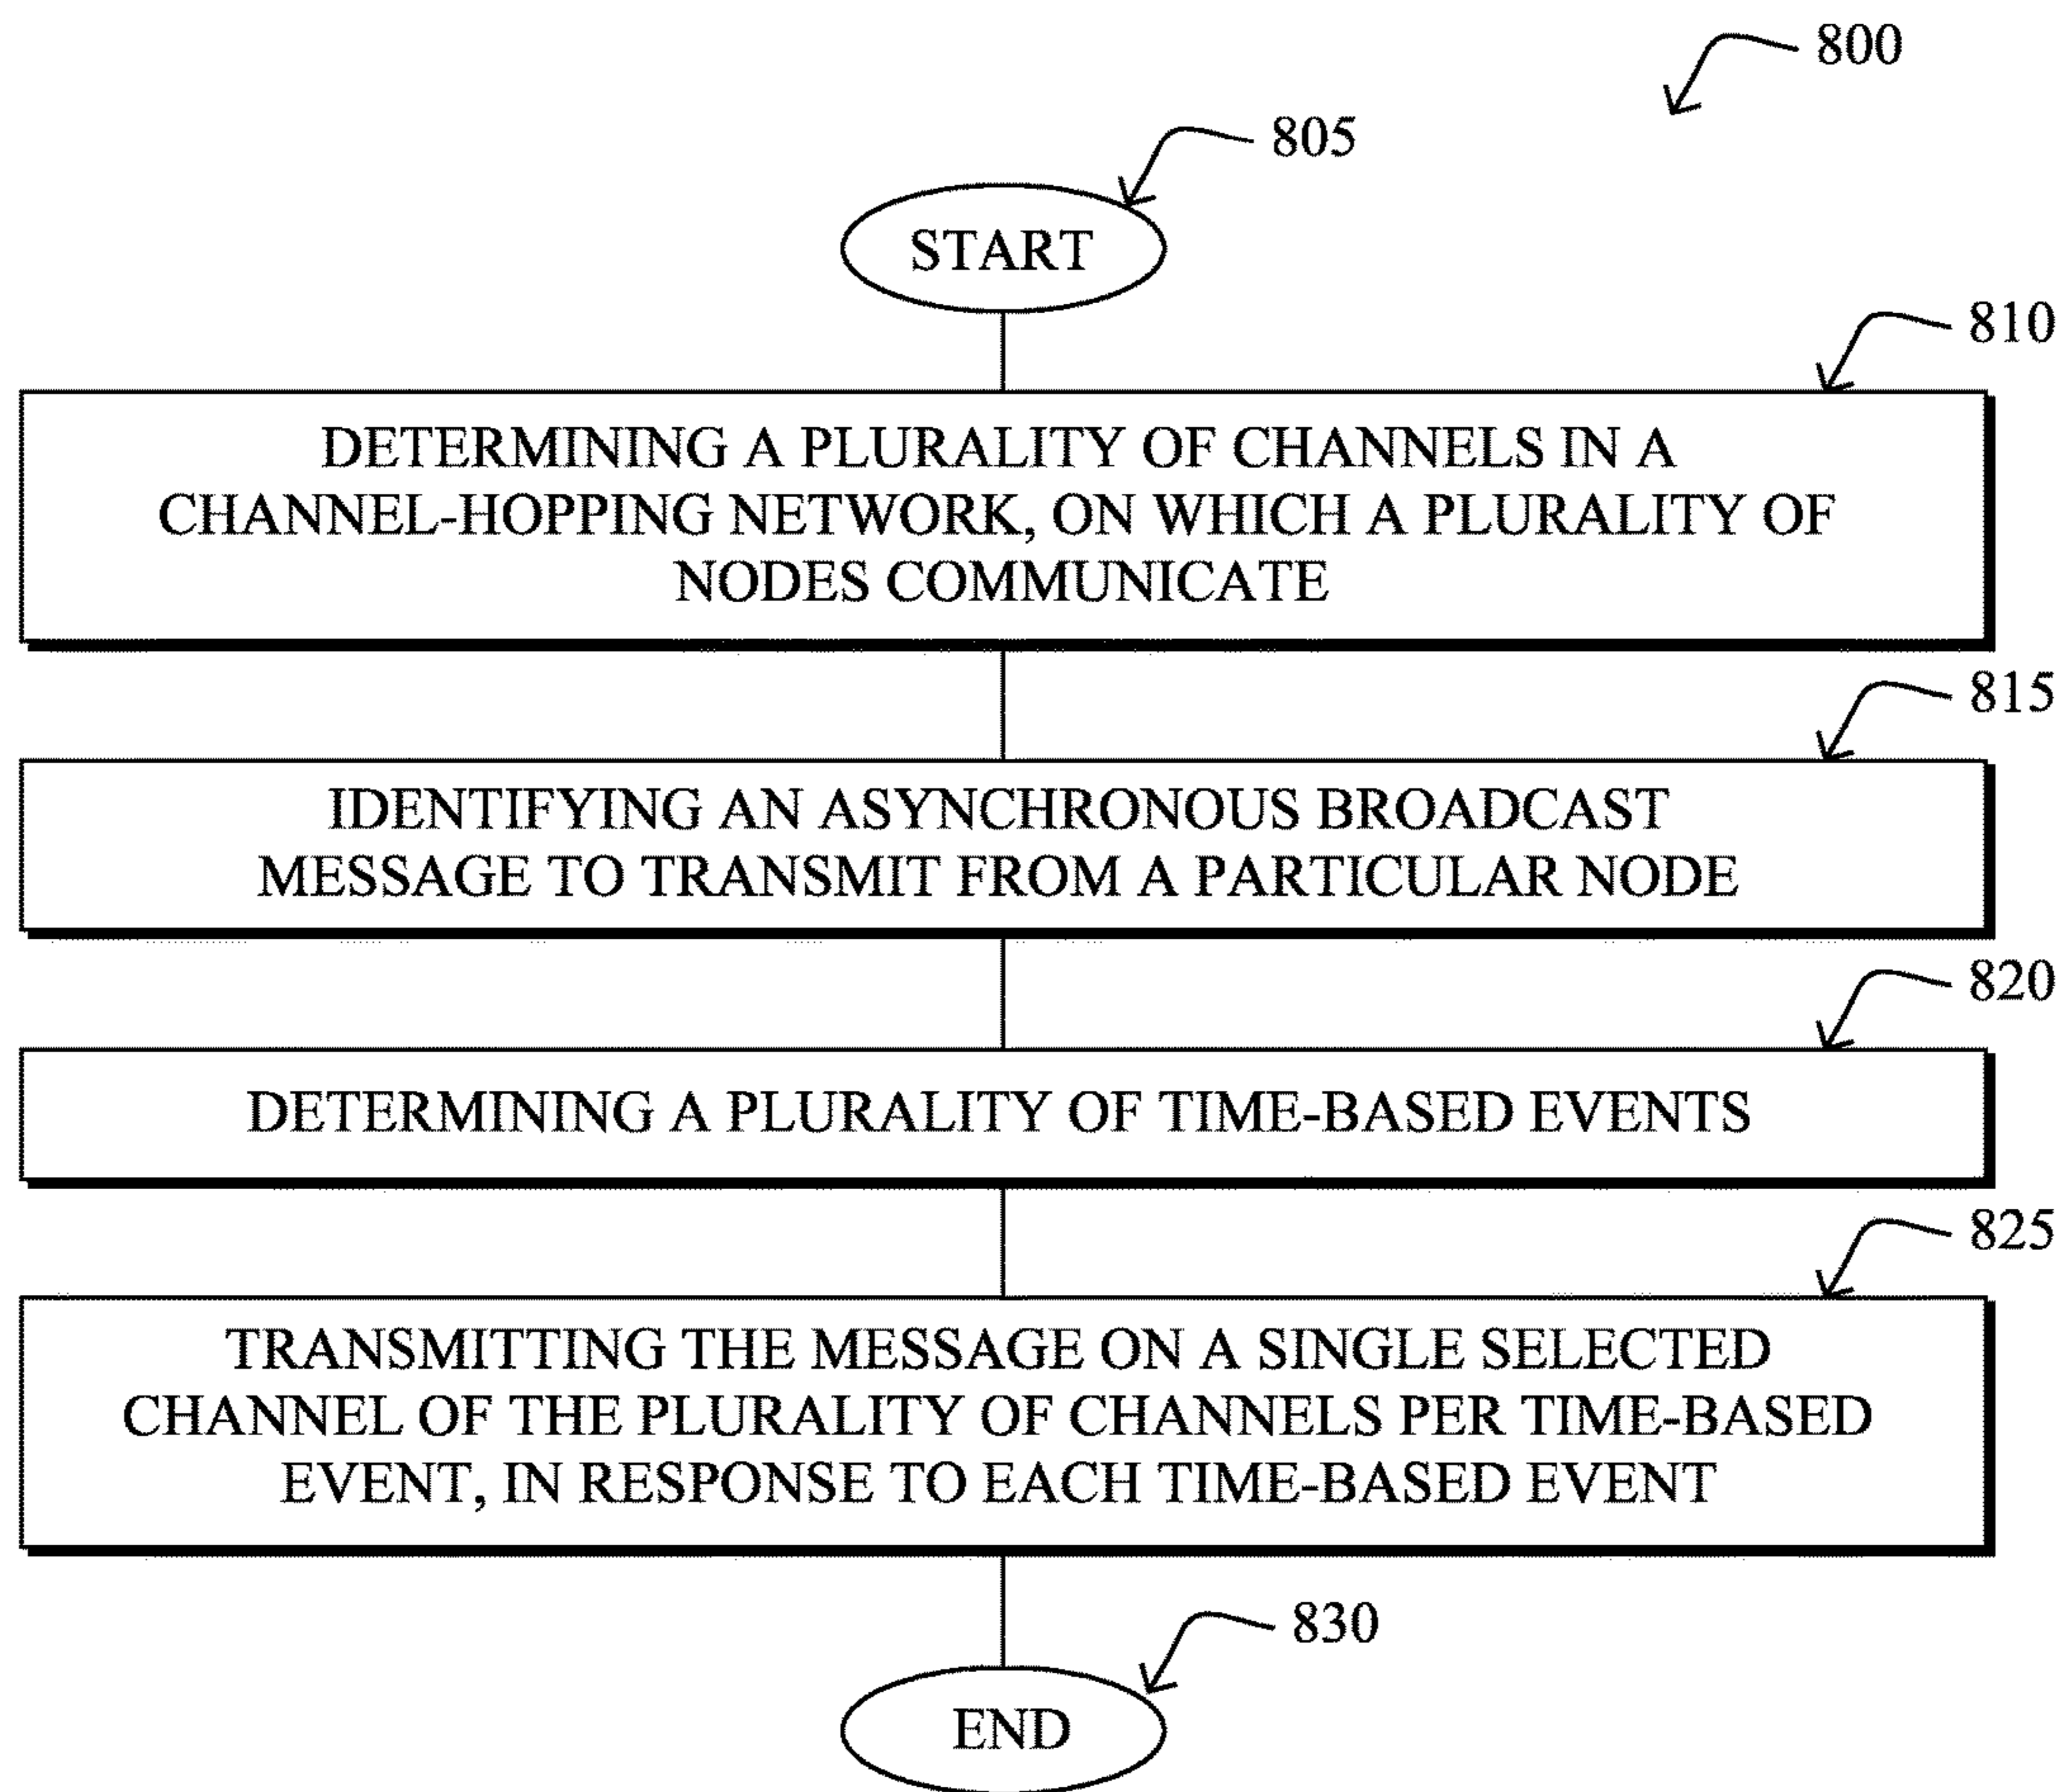 800
805
START
810
DETERMINING A PLURALITY OF CHANNELS IN A
CHANNEL-HOPPING NETWORK, ON WHICH A PLURALITY OF
NODES COMMUNICATE
815
IDENTIFYING AN ASYNCHRONOUS BROADCAST
MESSAGE TO TRANSMIT FROM A PARTICULAR NODE
820
DETERMINING A PLURALITY OF TIME-BASED EVENTS
825
TRANSMITTING THE MESSAGE ON A SINGLE SELECTED
CHANNEL OF THE PLURALITY OF CHANNELS PER TIME-BASED
EVENT, IN RESPONSE TO EACH TIME-BASED EVENT
830
END